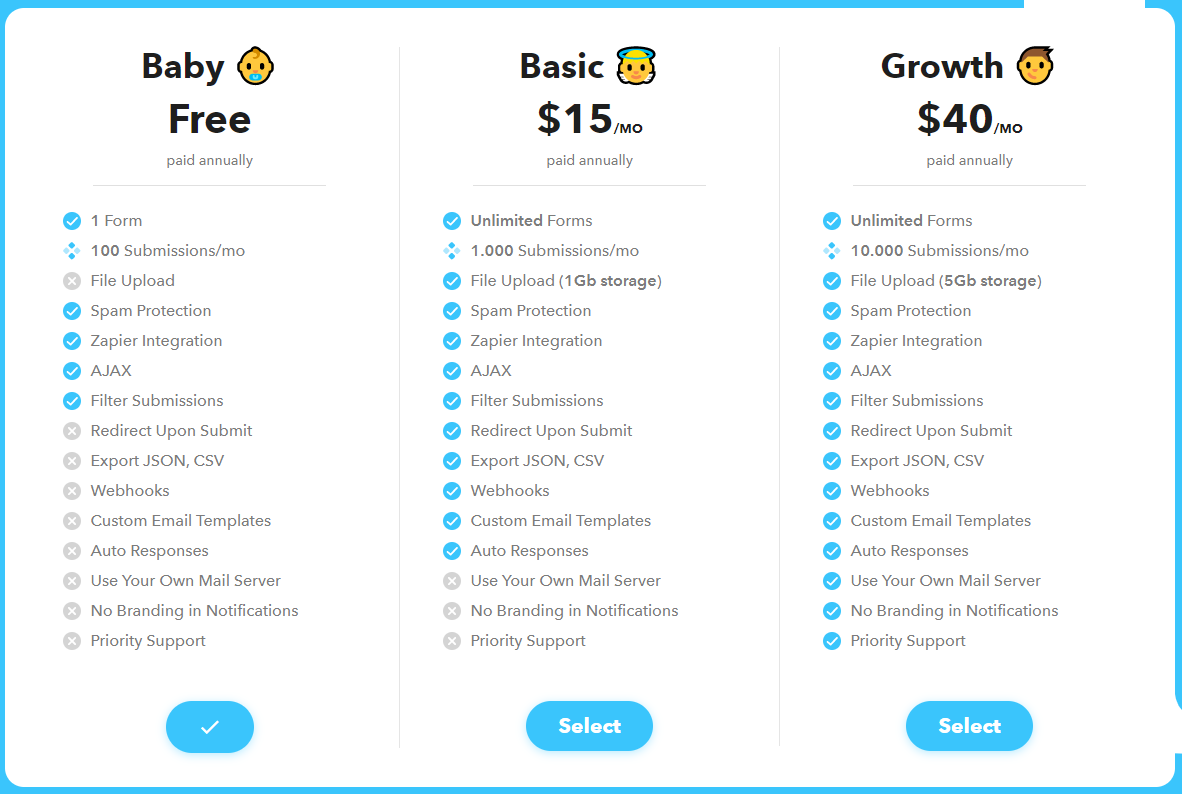 Baby
Free
paid annually
1 Form
100 Submissions/mo
File Upload
Spam Protection
Zapier Integration
AJAX
Filter Submissions
Redirect Upon Submit
Export JSON, CSV
Webhooks
Custom Email Templates
Auto Responses
Use Your Own Mail Server
No Branding in Notifications
Priority Support
Basic
$15/MO
paid annually
Unlimited Forms
1.000 Submissions/mo
File Upload (1Gb storage)
Spam Protection
Zapier Integration
AJAX
Filter Submissions
Redirect Upon Submit
Export JSON, CSV
Webhooks
Custom Email Templates
Auto Responses
Use Your Own Mail Server
No Branding in Notifications
Priority Support
Select
Growth
$40/MO
paid annually
Unlimited Forms
10.000 Submissions/mo
File Upload (5Gb storage)
Spam Protection
Zapier Integration
AJAX
Filter Submissions
Redirect Upon Submit
Export JSON, CSV
Webhooks
Custom Email Templates
Auto Responses
Use Your Own Mail Server
No Branding in Notifications
Priority Support
Select